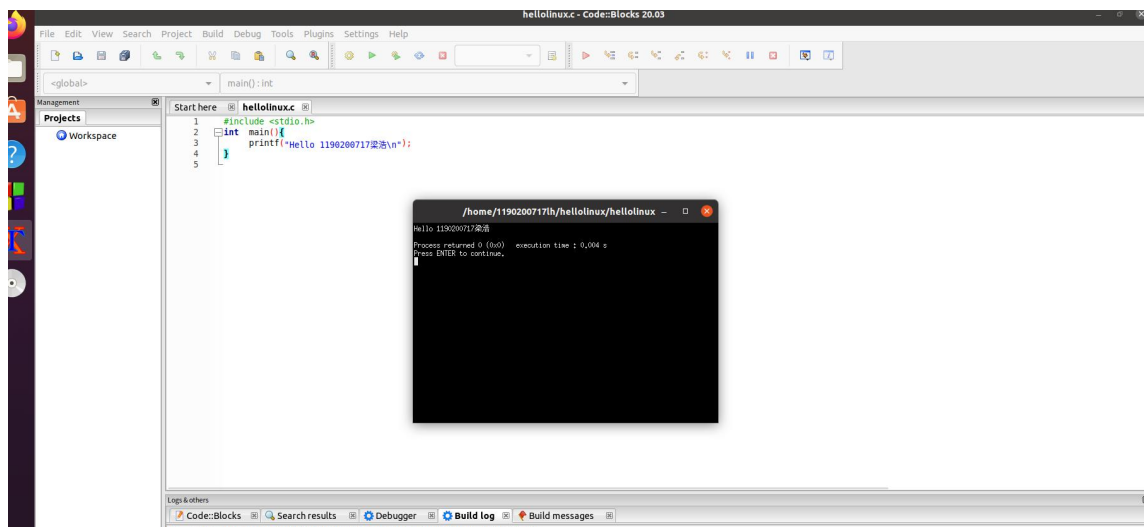 hellolinux.c - Code::Blocks 20.03
File Edit View Search Project Build Debug Tools Plugins Settings Help
<global> main() : int
Management
Projects
Workspace
Start here hellolinux.c
1 #include <stdio.h>
2 int main(){
3 printf("Hello 1190200717梁浩\n");
4 }
5
/home/1190200717lh/hellolinux/hellolinux
Hello 1190200717梁浩
Process returned 0 (0x0) execution time : 0.004 s
Press ENTER to continue.
Logs & others
Code::Blocks Search results Debugger Build log Build messages